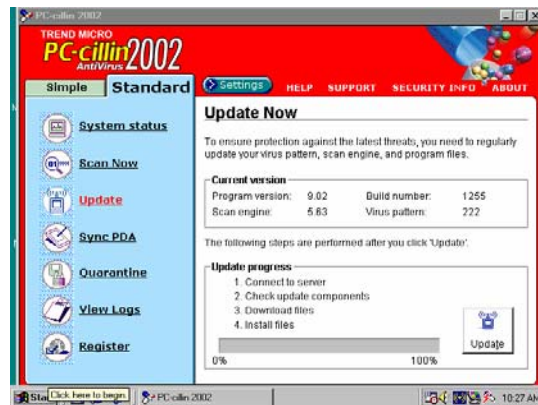 PC-cillin 2002
TREND MICRO
PC-cillin 2002
AntiVirus
Simple
Standard
Settings
HELP
SUPPORT
SECURITY INFO
ABOUT
System status
Scan Now
Update
Sync PDA
Quarantine
View Logs
Register
Update Now
To ensure protection against the latest threats, you need to regularly
update your virus pattern, scan engine, and program files.
Current version
Program version: 9.02 Build number: 1255
Scan engine: 5.63 Virus pattern: 222
The following steps are performed after you click 'Update'.
Update progress
1. Connect to server
2. Check update components
3. Download files
4. Install files
0% 100%
Update
Click here to begin
PC-cillin 2002
10:27 AM